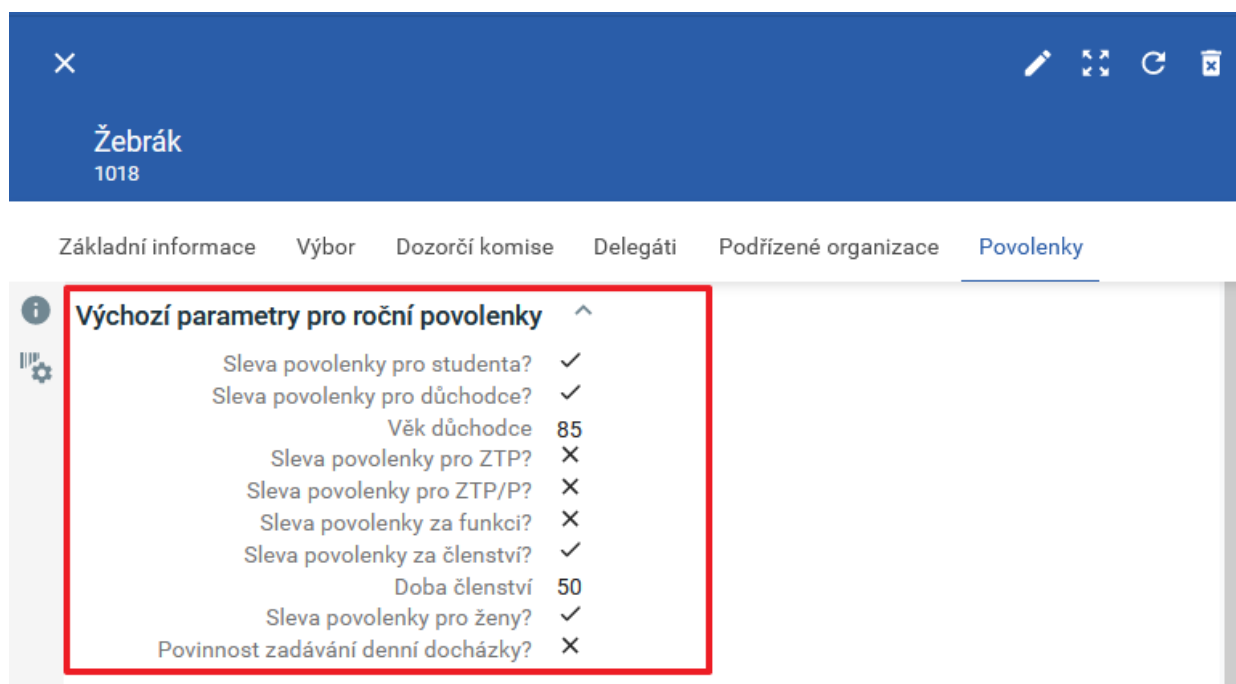 Žebrák
1018
Základní informace Výbor Dozorčí komise Delegáti Podřízené organizace Povolenky
Výchozí parametry pro roční povolenky
Sleva povolenky pro studenta?
Sleva povolenky pro důchodce?
Věk důchodce 85
Sleva povolenky pro ZTP?
Sleva povolenky pro ZTP/P?
Sleva povolenky za funkci?
Sleva povolenky za členství?
Doba členství 50
Sleva povolenky pro ženy?
Povinnost zadávání denní docházky?